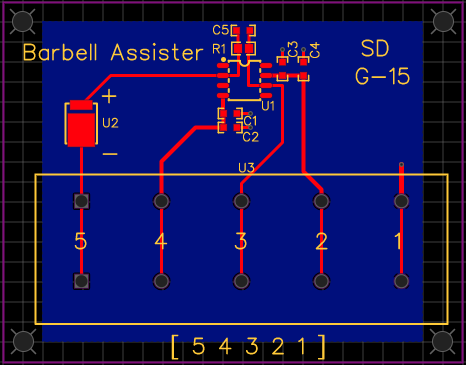 C5
Barbell Assister
R1
C3
C4
SD
G-15
+
U2
U1
C1
C2
−
U3
5 4 3 2 1
[ 5 4 3 2 1 ]